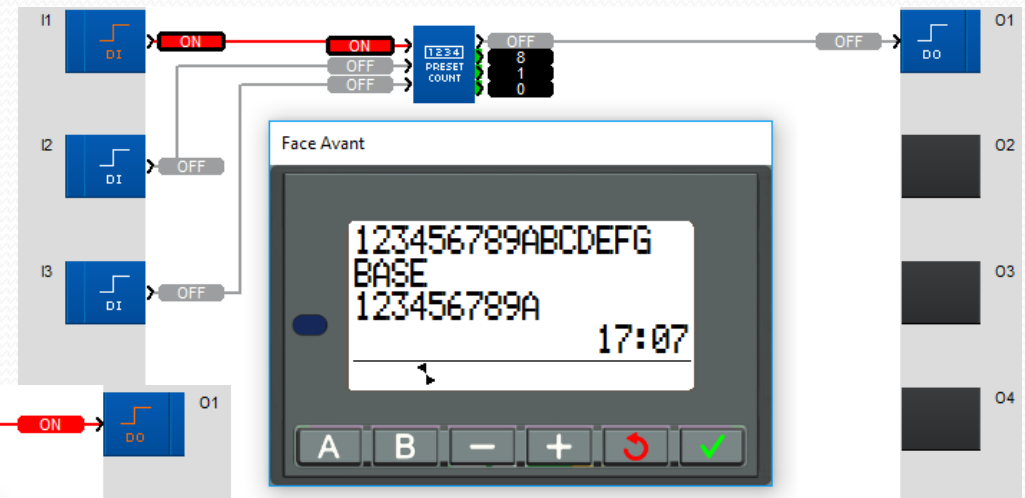 I1
DI
ON
ON
OFF
OFF
1234
PRESET
COUNT
OFF
8
1
0
OFF
DO
O1
I2
DI
OFF
O2
I3
DI
OFF
O3
O4
Face Avant
123456789ABCDEFG
BASE
123456789A
17:07
A B − +
ON
DO
O1